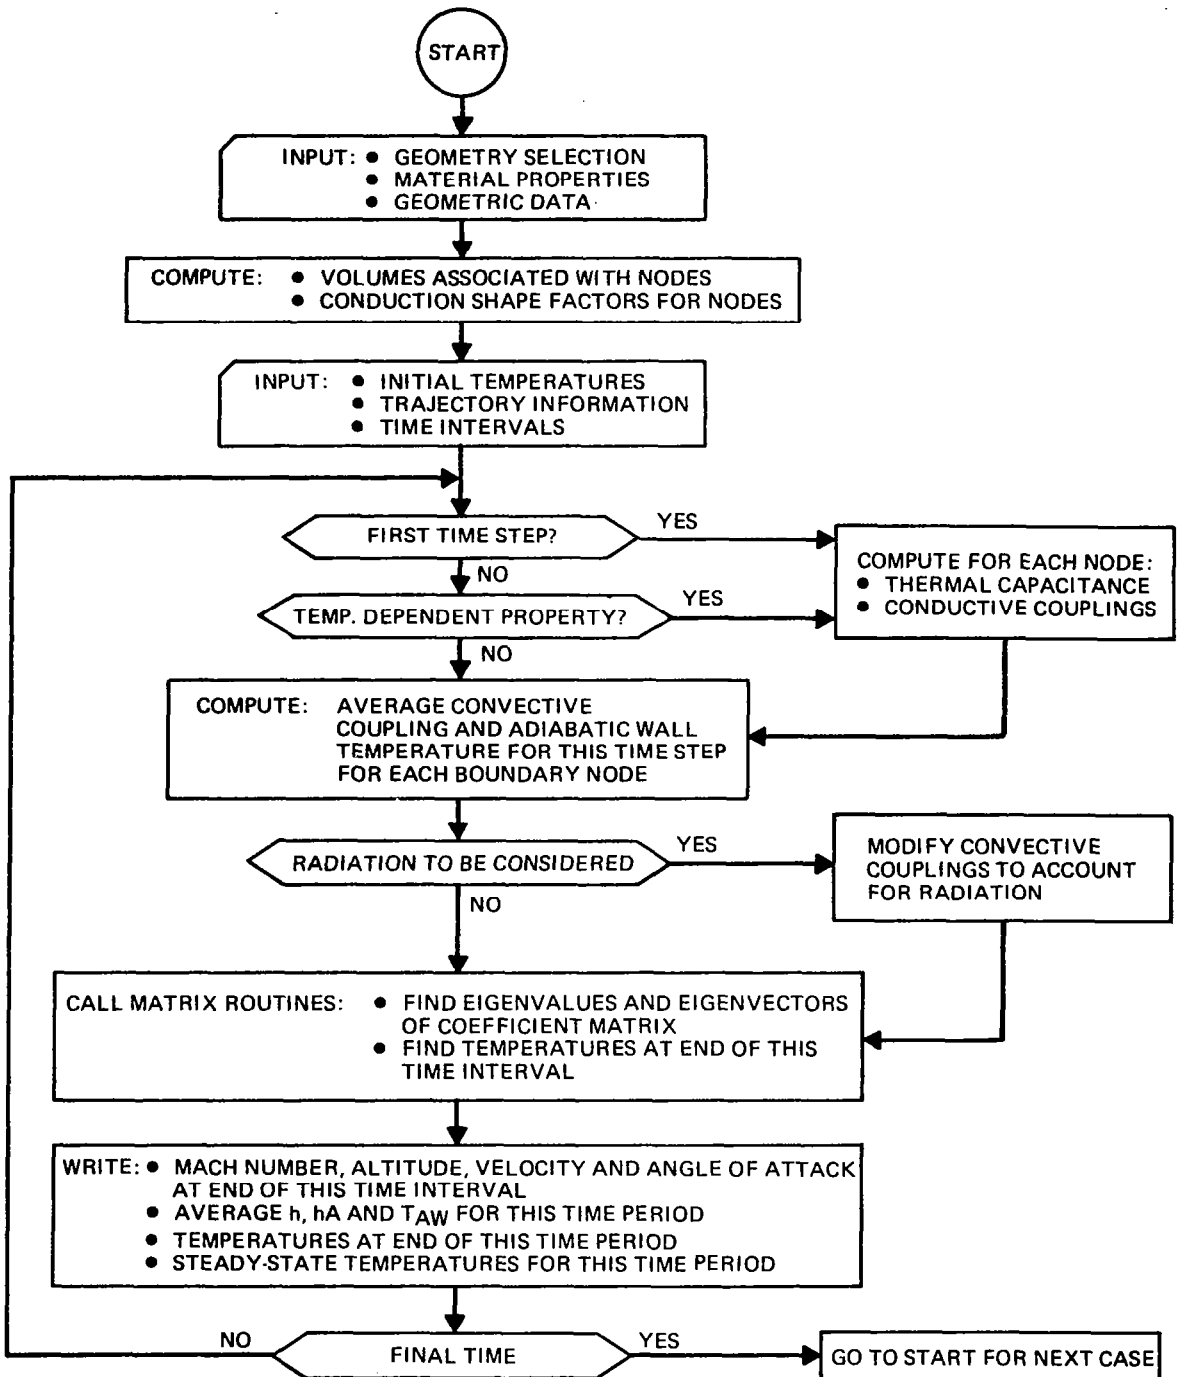 START
INPUT: ● GEOMETRY SELECTION
● MATERIAL PROPERTIES
● GEOMETRIC DATA
COMPUTE: ● VOLUMES ASSOCIATED WITH NODES
● CONDUCTION SHAPE FACTORS FOR NODES
INPUT: ● INITIAL TEMPERATURES
● TRAJECTORY INFORMATION
● TIME INTERVALS
FIRST TIME STEP?
YES
NO
COMPUTE FOR EACH NODE:
● THERMAL CAPACITANCE
● CONDUCTIVE COUPLINGS
TEMP. DEPENDENT PROPERTY?
YES
NO
COMPUTE: AVERAGE CONVECTIVE
COUPLING AND ADIABATIC WALL
TEMPERATURE FOR THIS TIME STEP
FOR EACH BOUNDARY NODE
RADIATION TO BE CONSIDERED
YES
NO
MODIFY CONVECTIVE
COUPLINGS TO ACCOUNT
FOR RADIATION
CALL MATRIX ROUTINES: ● FIND EIGENVALUES AND EIGENVECTORS
OF COEFFICIENT MATRIX
● FIND TEMPERATURES AT END OF THIS
TIME INTERVAL
WRITE: ● MACH NUMBER, ALTITUDE, VELOCITY AND ANGLE OF ATTACK
AT END OF THIS TIME INTERVAL
● AVERAGE h, hA AND TAW FOR THIS TIME PERIOD
● TEMPERATURES AT END OF THIS TIME PERIOD
● STEADY-STATE TEMPERATURES FOR THIS TIME PERIOD
NO
FINAL TIME
YES
GO TO START FOR NEXT CASE